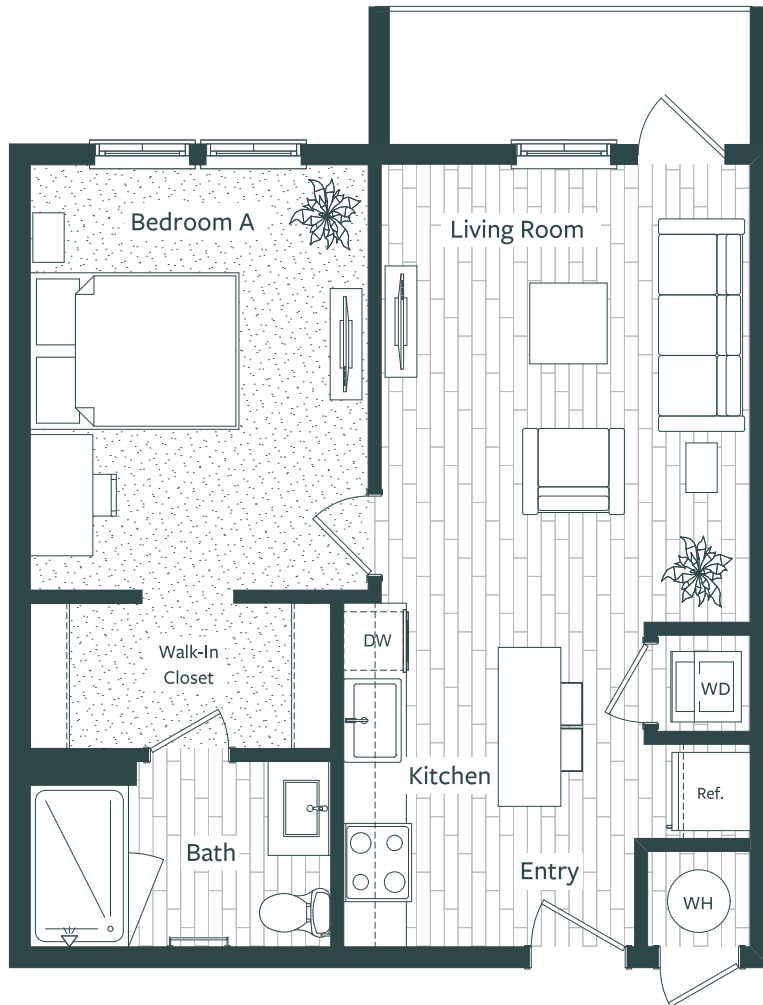 Bedroom A
Living Room
DW
Walk-In
Closet
WD
Kitchen
Ref.
Bath
Entry
WH